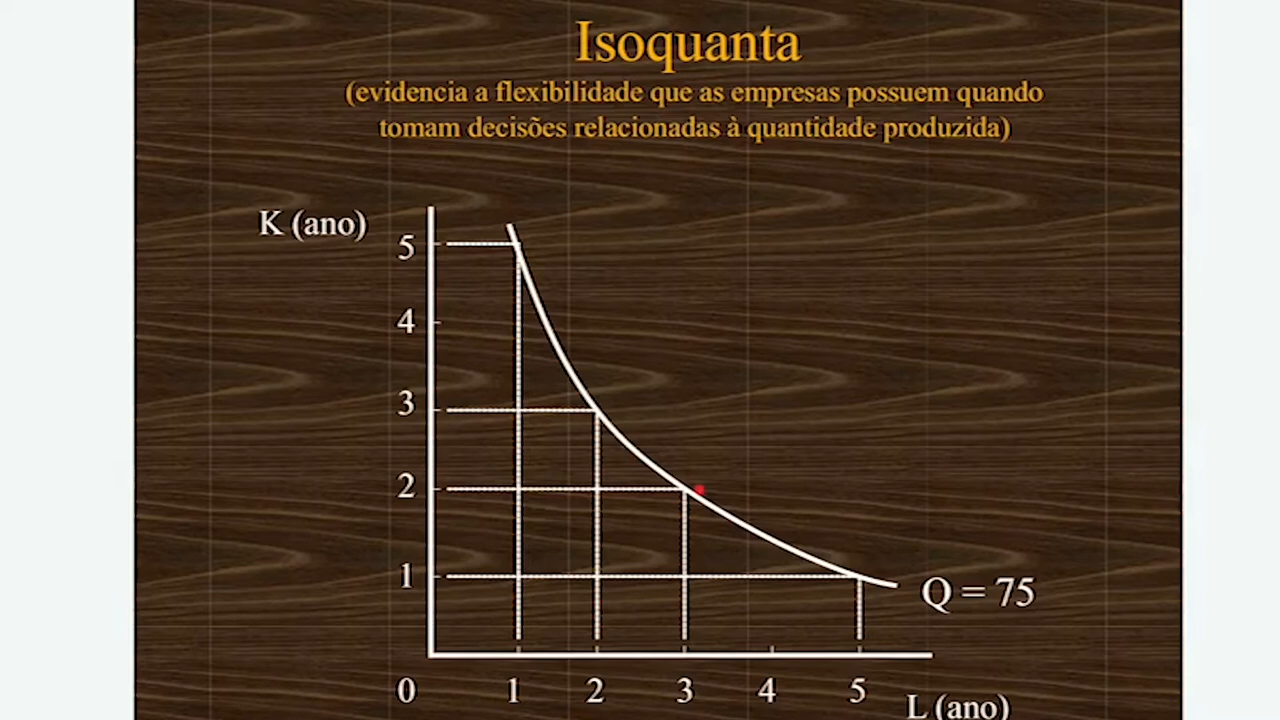 Isoquanta
(evidencia a flexibilidade que as empresas possuem quando
tomam decisões relacionadas à quantidade produzida)
K (ano)
5
4
3
2
1
Q = 75
0 1 2 3 4 5
L (ano)